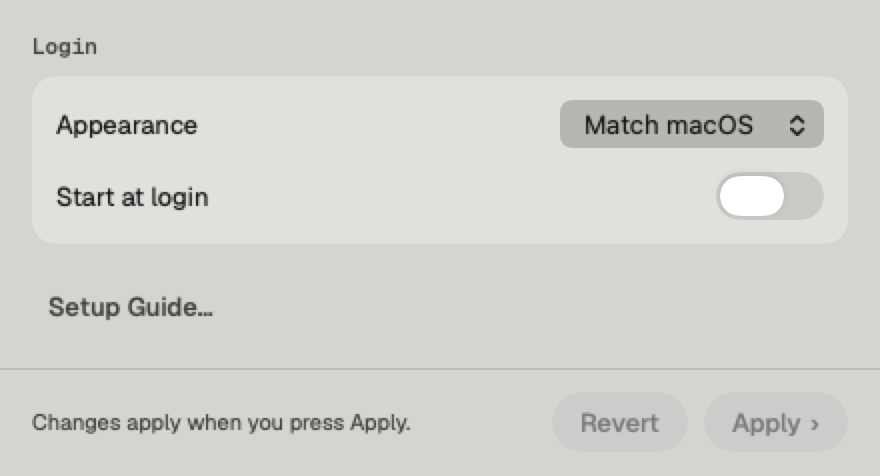 Login
Appearance
Match macOS
Start at login
Setup Guide...
Changes apply when you press Apply.
Revert
Apply ›